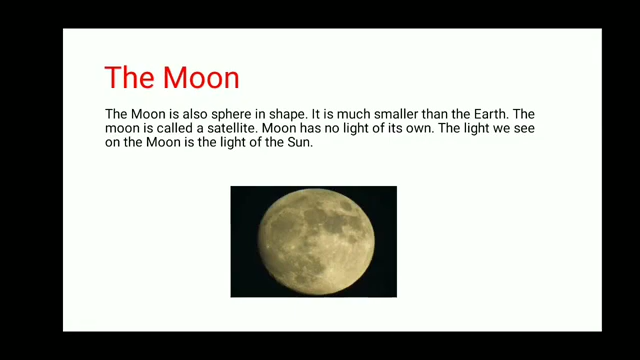 The Moon
The Moon is also sphere in shape. It is much smaller than the Earth. The
moon is called a satellite. Moon has no light of its own. The light we see
on the Moon is the light of the Sun.